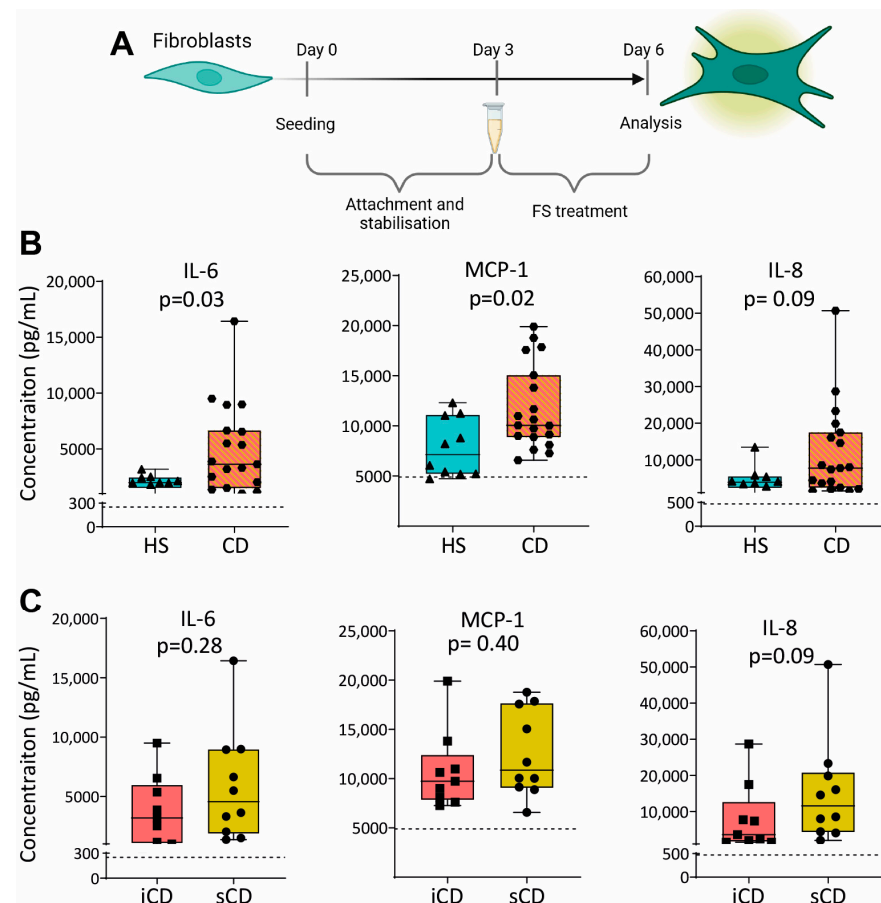 A
Fibroblasts
Day 0
Day 3
Day 6
Seeding
Analysis
Attachment and
stabilisation
FS treatment
B
IL-6
p=0.03
MCP-1
p=0.02
IL-8
p= 0.09
Concentraiton (pg/mL)
20,000
15,000
10,000
5000
300
0
HS
CD
25,000
20,000
15,000
10,000
5000
HS
CD
60,000
50,000
40,000
30,000
20,000
10,000
500
0
HS
CD
C
IL-6
p=0.28
MCP-1
p= 0.40
IL-8
p=0.09
Concentraiton (pg/mL)
20,000
15,000
10,000
5000
300
0
iCD
sCD
25,000
20,000
15,000
10,000
5000
iCD
sCD
60,000
50,000
40,000
30,000
20,000
10,000
500
0
iCD
sCD